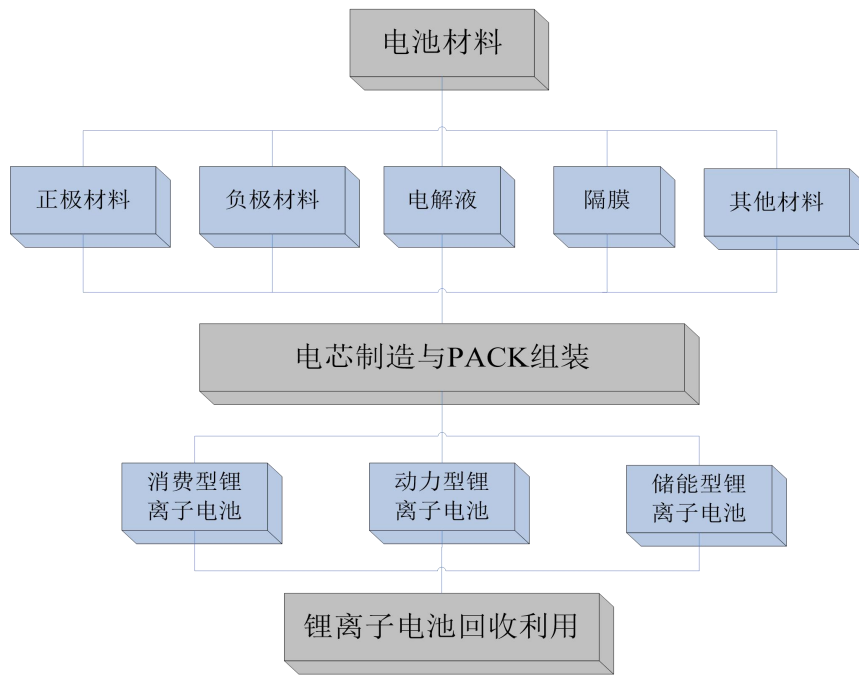 电池材料
正极材料
负极材料
电解液
隔膜
其他材料
电芯制造与PACK组装
消费型锂
离子电池
动力型锂
离子电池
储能型锂
离子电池
锂离子电池回收利用